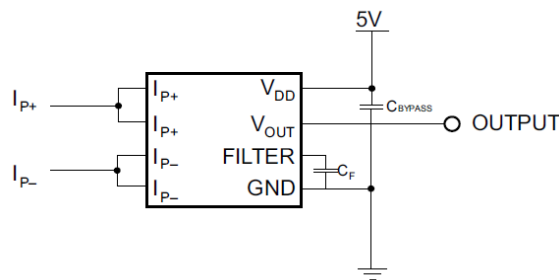 5V
IP+ VDD
CBYPASS
IP+
IP+ VOUT OUTPUT
IP– FILTER
IP–
CF
IP– GND